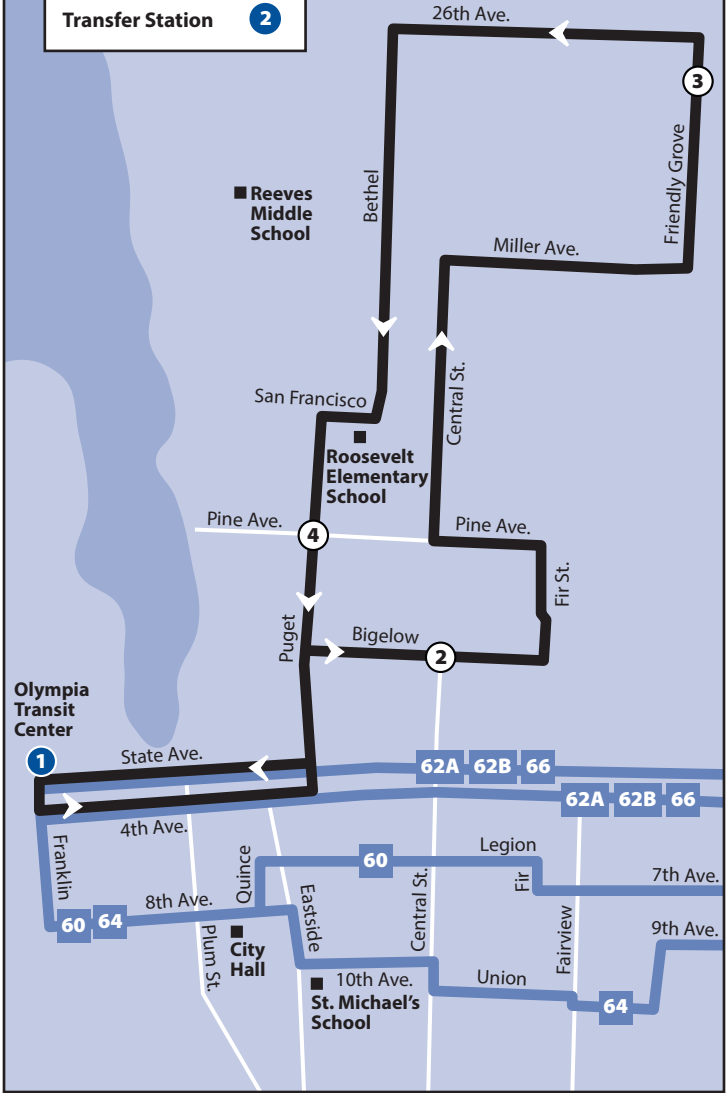 Transfer Station 2
26th Ave.
3
Friendly Grove
Bethel
Reeves
Middle
School
Miller Ave.
San Francisco
Central St.
Roosevelt
Elementary
School
Pine Ave.
4
Pine Ave.
Fir St.
Puget
Bigelow
2
Olympia
Transit
Center
1
State Ave.
62A 62B 66
62A 62B 66
4th Ave.
Franklin
Quince
60
Legion
Fir
7th Ave.
8th Ave.
60 64
Plum St.
City
Hall
Eastside
Central St.
Fairview
9th Ave.
10th Ave.
Union
St. Michael's
School
64